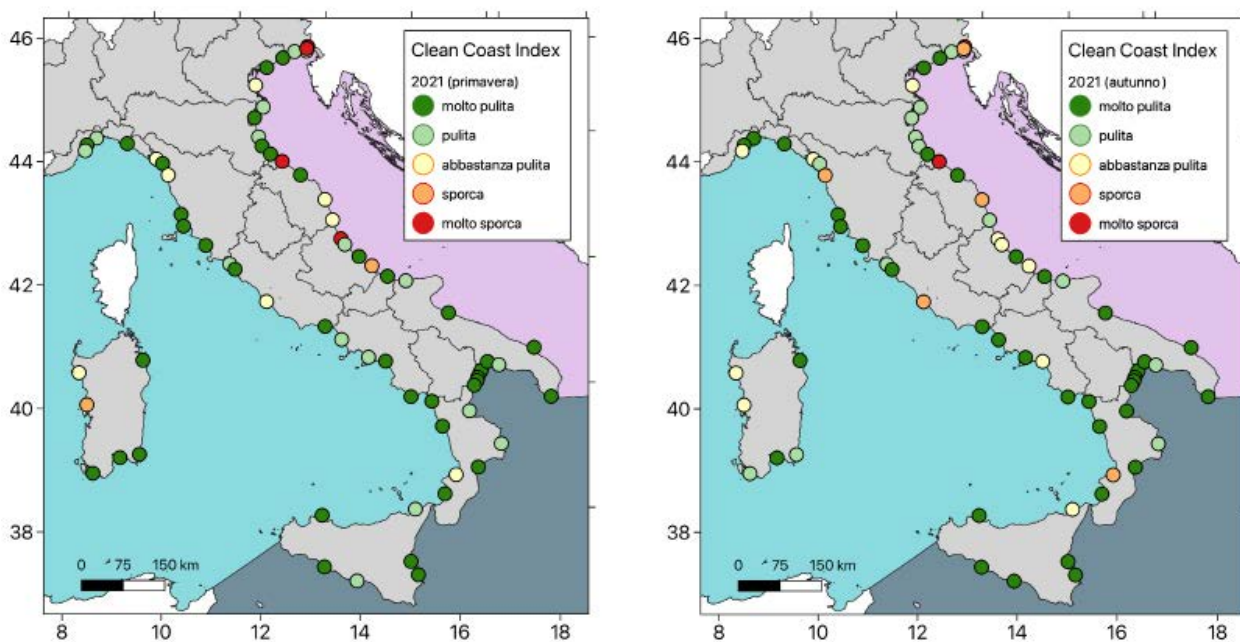 Clean Coast Index
2021 (primavera)
molto pulita
pulita
abbastanza pulita
sporca
molto sporca
46
44
42
40
38
0 75 150 km
8 10 12 14 16 18
Clean Coast Index
2021 (autunno)
molto pulita
pulita
abbastanza pulita
sporca
molto sporca
46
44
42
40
38
0 75 150 km
8 10 12 14 16 18